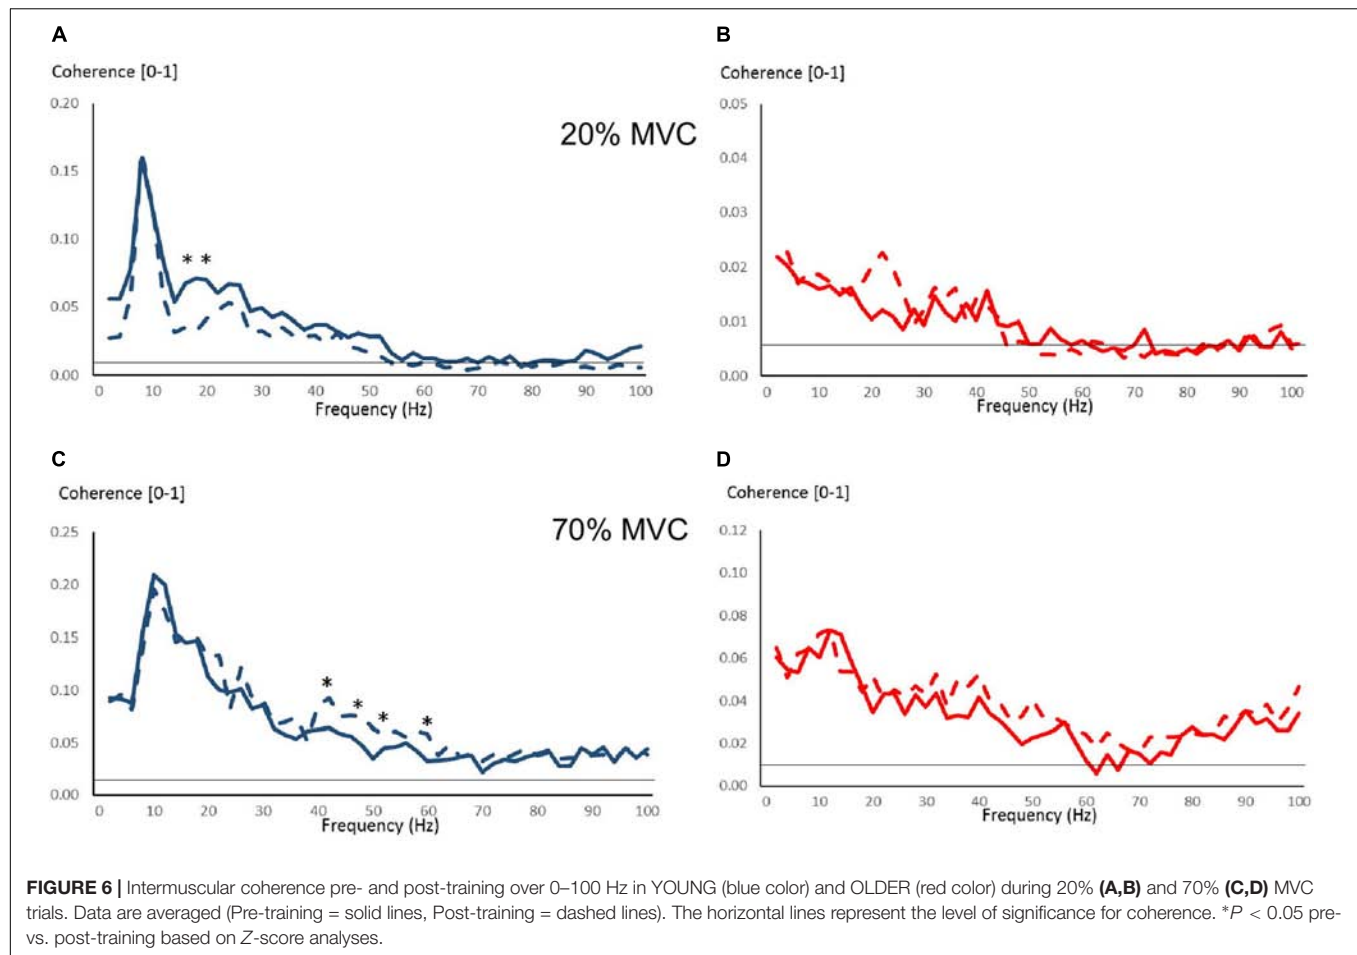 A
Coherence [0-1]
0.20
0.15
0.10
0.05
0.00
* *
0 10 20 30 40 50 60 70 80 90 100
Frequency (Hz)
20% MVC
B
Coherence [0-1]
0.05
0.04
0.03
0.02
0.01
0.00
0 10 20 30 40 50 60 70 80 90 100
Frequency (Hz)
C
Coherence [0-1]
0.25
0.20
0.15
0.10
0.05
0.00
* * * *
0 10 20 30 40 50 60 70 80 90 100
Frequency (Hz)
70% MVC
D
Coherence [0-1]
0.12
0.10
0.08
0.06
0.04
0.02
0.00
0 10 20 30 40 50 60 70 80 90 100
Frequency (Hz)
FIGURE 6 | Intermuscular coherence pre- and post-training over 0–100 Hz in YOUNG (blue color) and OLDER (red color) during 20% (A,B) and 70% (C,D) MVC
trials. Data are averaged (Pre-training = solid lines, Post-training = dashed lines). The horizontal lines represent the level of significance for coherence. *P < 0.05 pre-
vs. post-training based on Z-score analyses.